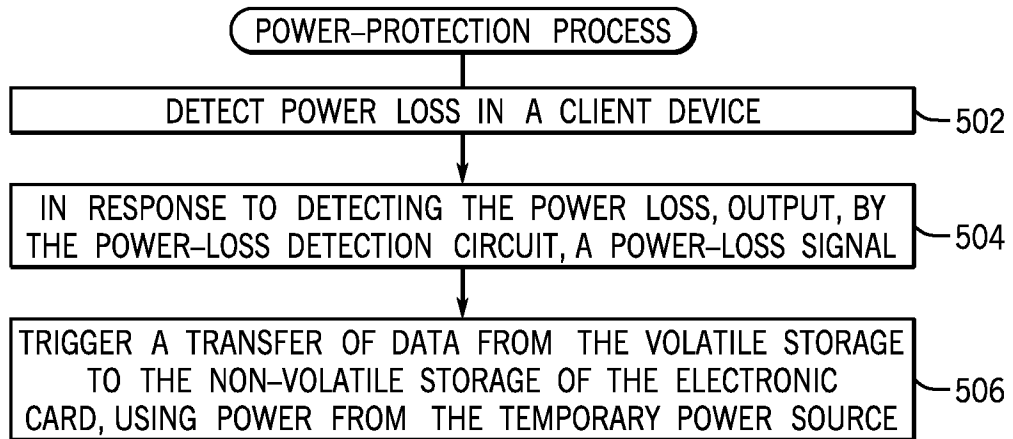 POWER–PROTECTION PROCESS
DETECT POWER LOSS IN A CLIENT DEVICE
502
IN RESPONSE TO DETECTING THE POWER LOSS, OUTPUT, BY
THE POWER–LOSS DETECTION CIRCUIT, A POWER–LOSS SIGNAL
504
TRIGGER A TRANSFER OF DATA FROM THE VOLATILE STORAGE
TO THE NON–VOLATILE STORAGE OF THE ELECTRONIC
CARD, USING POWER FROM THE TEMPORARY POWER SOURCE
506